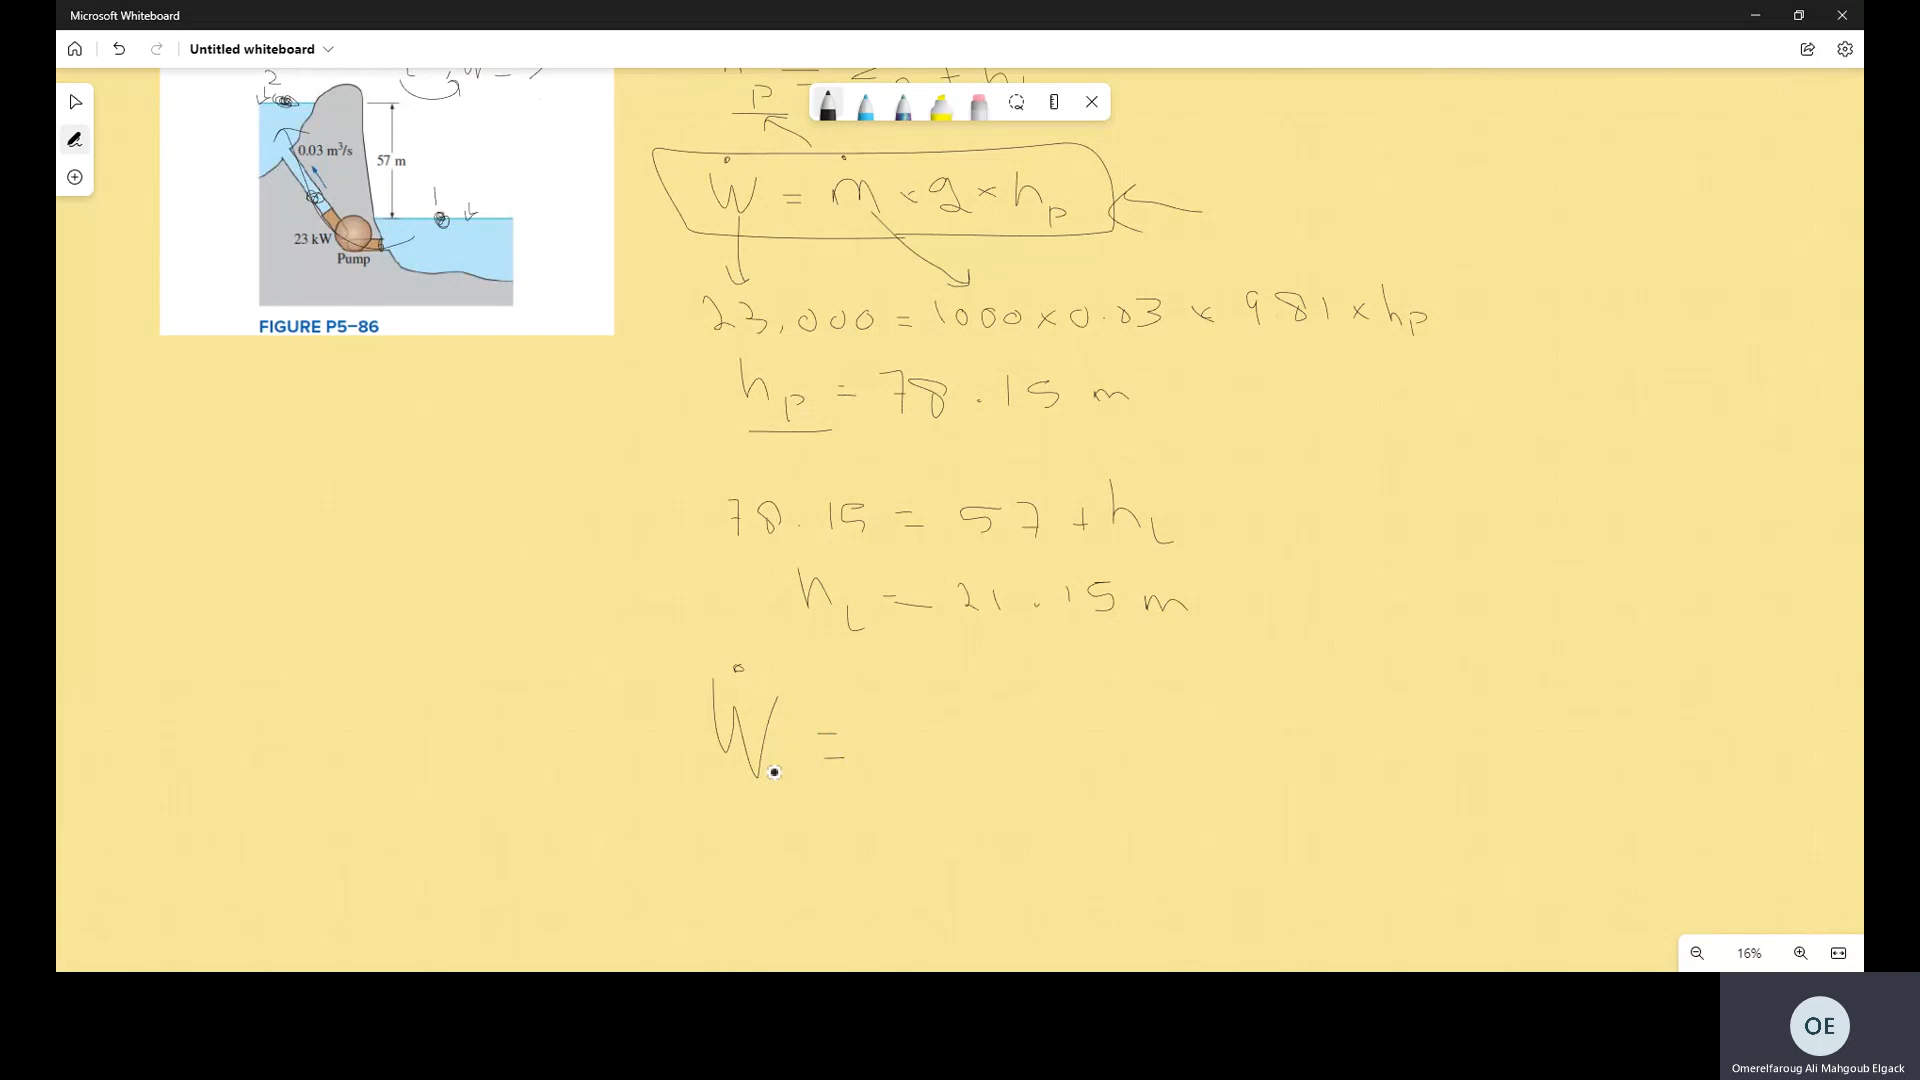 Microsoft Whiteboard
Untitled whiteboard
2
0.03 m³/s
57 m
1
23 kW
Pump
FIGURE P5–86
Ẇ = ṁ × g × hp
23,000 = 1000 × 0.03 × 9.81 × hp
hp = 78.15 m
78.15 = 57 + hL
hL = 21.15 m
Ẇ =
16%
OE
Omerelfaroug Ali Mahgoub Elgack